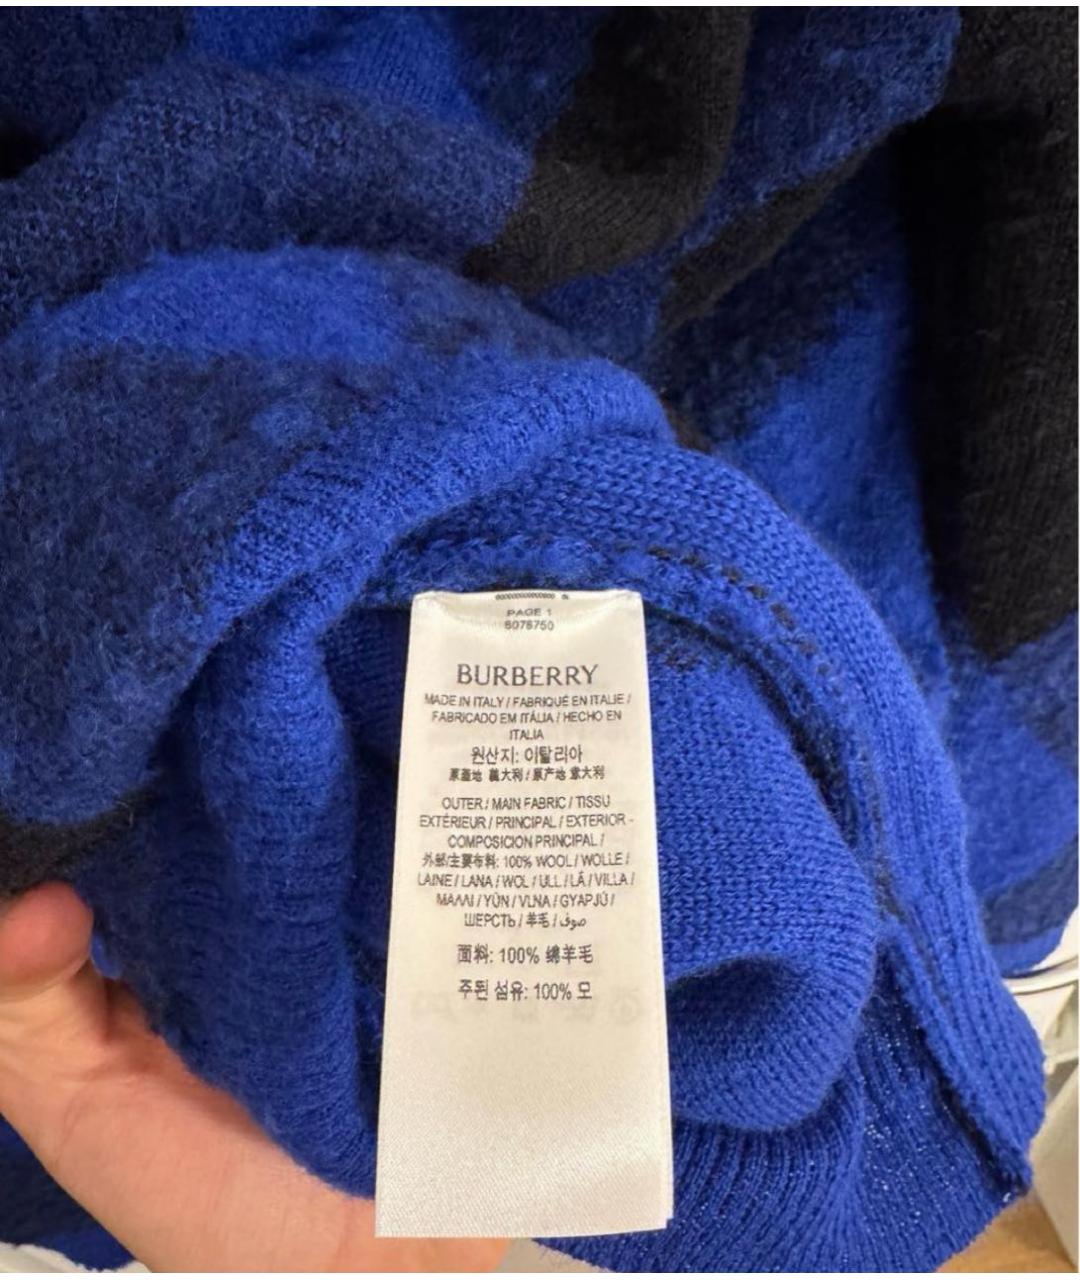 PAGE 1
8078750
BURBERRY
MADE IN ITALY / FABRIQUÉ EN ITALIE /
FABRICADO EM ITÁLIA / HECHO EN
ITALIA
원산지: 이탈리아
原產地 義大利 / 原产地 意大利
OUTER / MAIN FABRIC / TISSU
EXTÉRIEUR / PRINCIPAL / EXTERIOR -
COMPOSICION PRINCIPAL /
外部/主要布料: 100% WOOL / WOLLE /
LAINE / LANA / WOL / ULL / LÃ / VILLA /
ΜΑΛΛΙ / YÜN / VLNA / GYAPJÚ /
ШЕРСТЬ / 羊毛 / صوف
面料: 100% 绵羊毛
주된 섬유: 100% 모